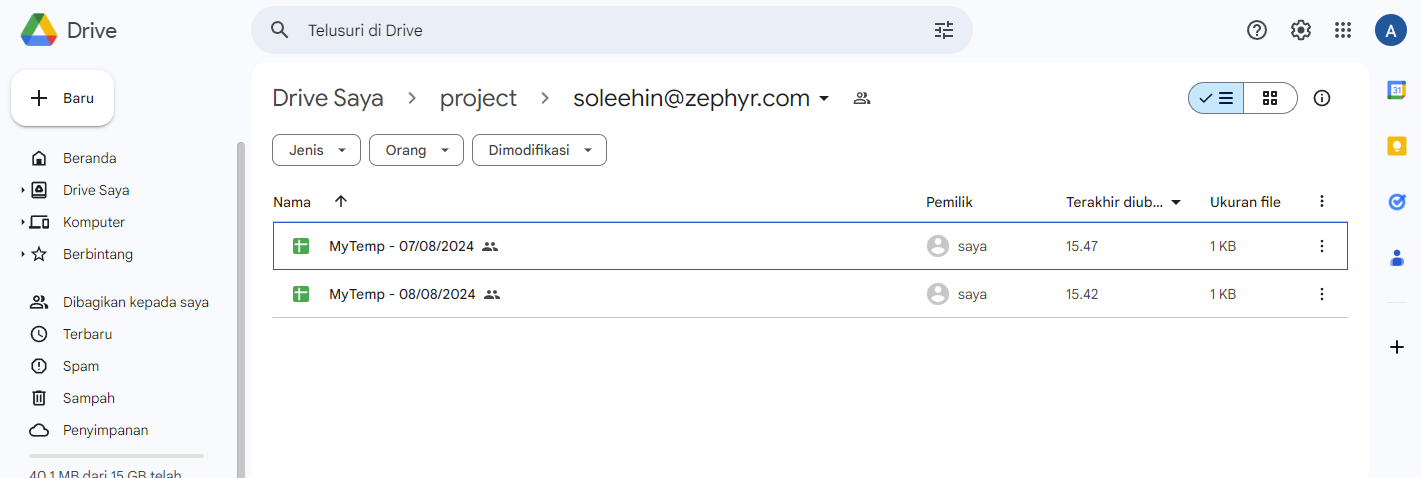 Drive
Telusuri di Drive
A
Baru
Drive Saya > project > soleehin@zephyr.com
Jenis Orang Dimodifikasi
Beranda
Drive Saya
Komputer
Berbintang
Dibagikan kepada saya
Terbaru
Spam
Sampah
Penyimpanan
40,1 MB dari 15 GB telah
Nama Pemilik Terakhir diub... Ukuran file
MyTemp - 07/08/2024 saya 15.47 1 KB
MyTemp - 08/08/2024 saya 15.42 1 KB
31